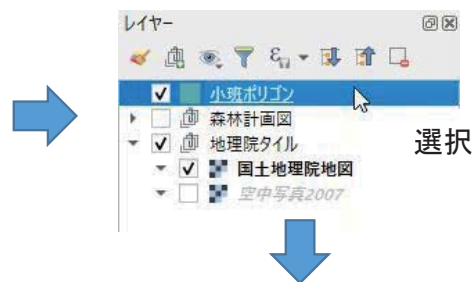 レイヤー
小班ポリゴン
森林計画図
地理院タイル
選択
国土地理院地図
空中写真2007